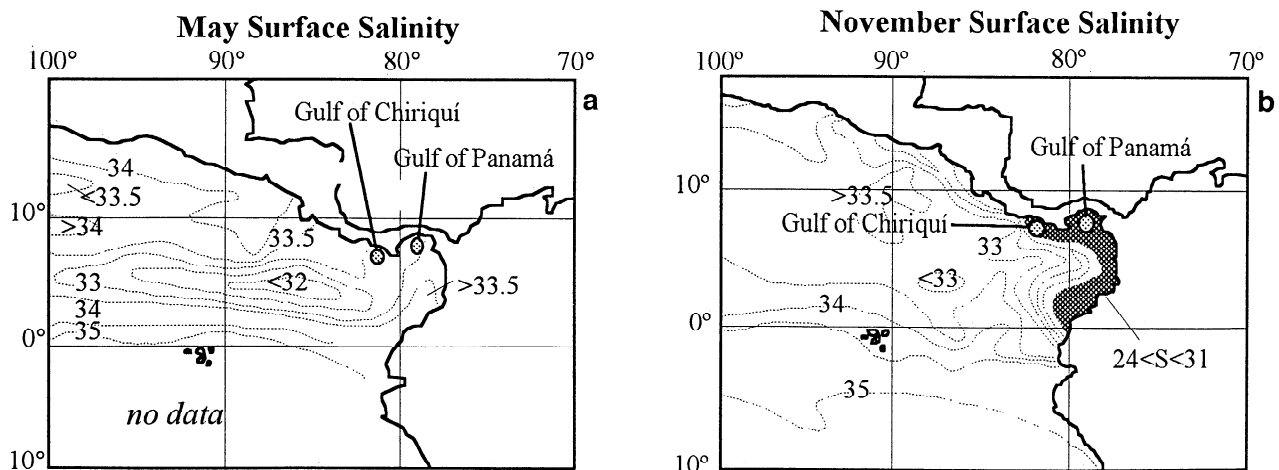 May Surface Salinity
100° 90° 80° 70°
a
Gulf of Chiriquí
Gulf of Panamá
34
<33.5
10°
>34
33.5
33
<32
>33.5
34
35
0°
no data
10°
November Surface Salinity
100° 90° 80° 70°
b
Gulf of Panamá
10°
>33.5
Gulf of Chiriquí
33
<33
34
0°
24<S<31
35
10°